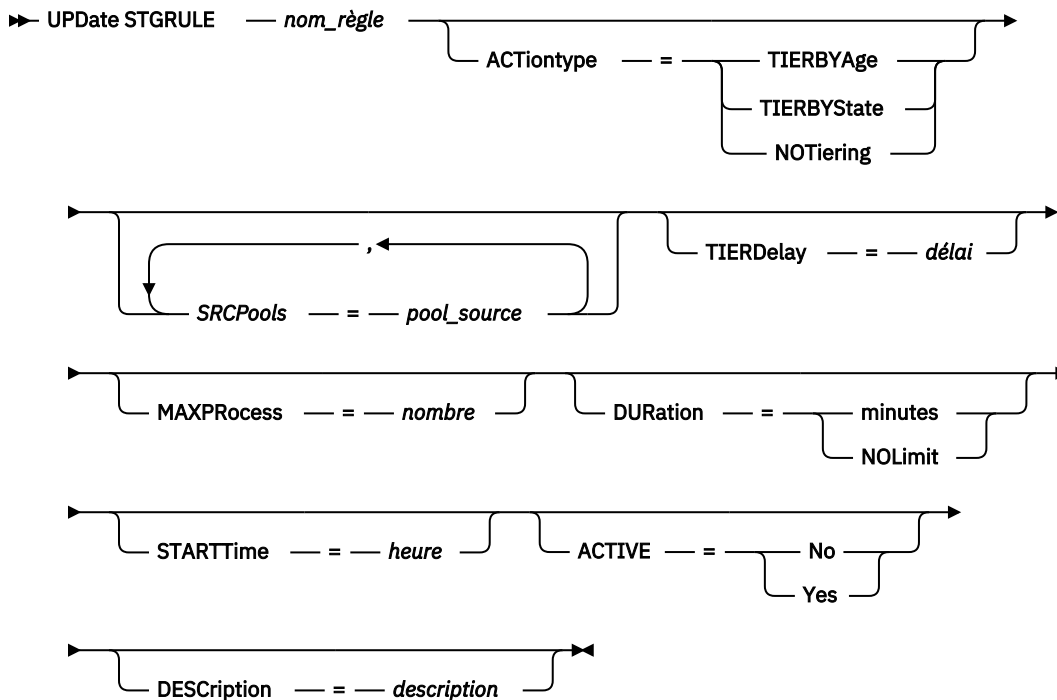 UPDate STGRULE nom_règle
ACTiontype = TIERBYAge
TIERBYState
NOTiering
,
SRCPools = pool_source
TIERDelay = délai
MAXPRocess = nombre
DURation = minutes
NOLimit
STARTTime = heure
ACTIVE = No
Yes
DESCription = description